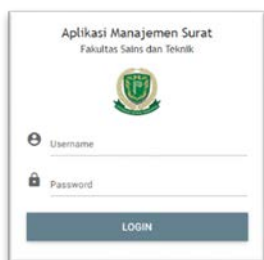 Aplikasi Manajemen Surat
Fakultas Sains dan Teknik
Username
Password
LOGIN